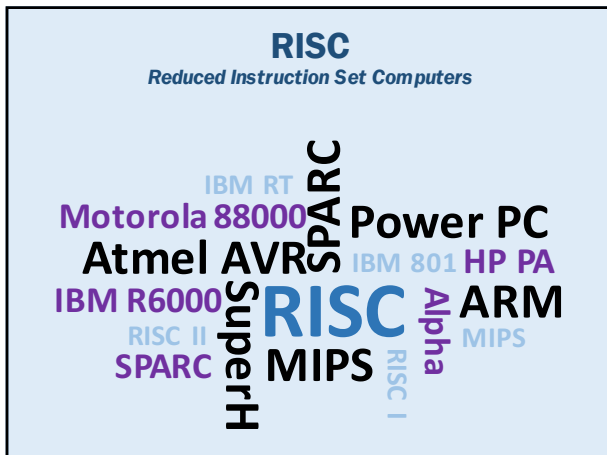 RISC
Reduced Instruction Set Computers
IBM RT
SPARC
Motorola 88000
Power PC
Atmel AVR
IBM 801
HP PA
IBM R6000
SuperH
RISC
Alpha
ARM
RISC II
MIPS
SPARC
MIPS
RISC I